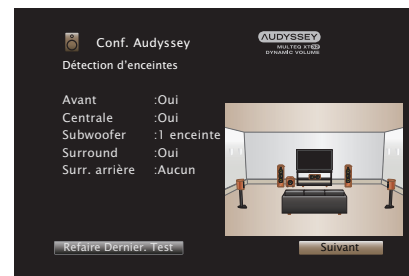 Conf. Audyssey
AUDYSSEY
MULTEQ XT32
DYNAMIC VOLUME
Détection d'enceintes
Avant :Oui
Centrale :Oui
Subwoofer :1 enceinte
Surround :Oui
Surr. arrière :Aucun
Refaire Dernier. Test
Suivant